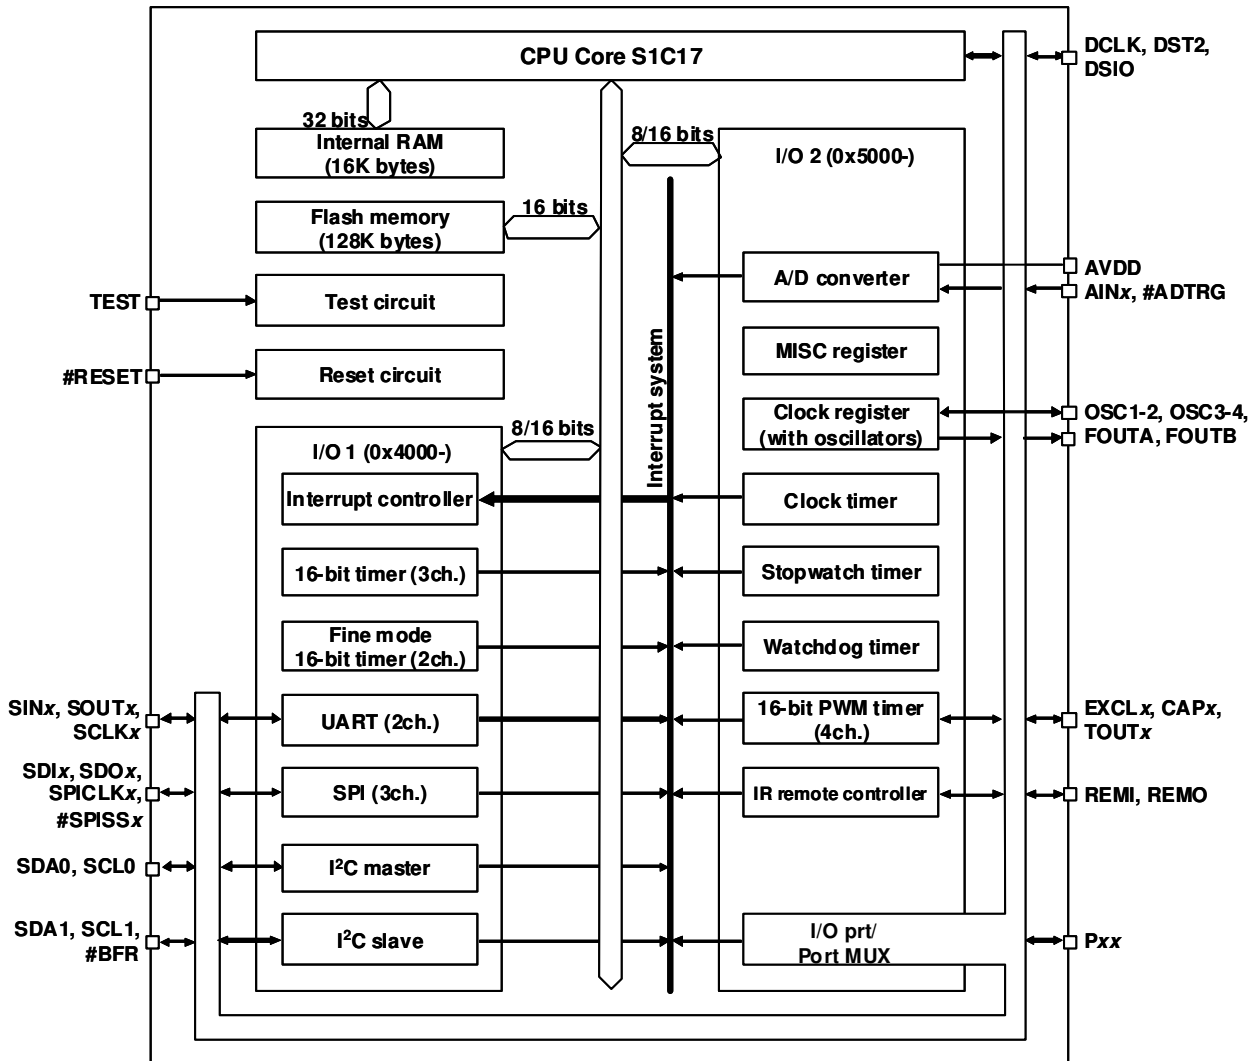 CPU Core S1C17
DCLK, DST2,
DSIO
32 bits
Internal RAM
(16K bytes)
8/16 bits
I/O 2 (0x5000-)
Flash memory
(128K bytes)
16 bits
A/D converter
AVDD
AINx, #ADTRG
TEST
Test circuit
MISC register
#RESET
Reset circuit
Interrupt system
Clock register
(with oscillators)
OSC1-2, OSC3-4,
FOUTA, FOUTB
8/16 bits
I/O 1 (0x4000-)
Interrupt controller
Clock timer
16-bit timer (3ch.)
Stopwatch timer
Fine mode
16-bit timer (2ch.)
Watchdog timer
SINx, SOUTx,
SCLKx
UART (2ch.)
16-bit PWM timer
(4ch.)
EXCLx, CAPx,
TOUTx
SDIx, SDOx,
SPICLKx,
#SPISSx
SPI (3ch.)
IR remote controller
REMI, REMO
SDA0, SCL0
I²C master
SDA1, SCL1,
#BFR
I²C slave
I/O prt/
Port MUX
Pxx